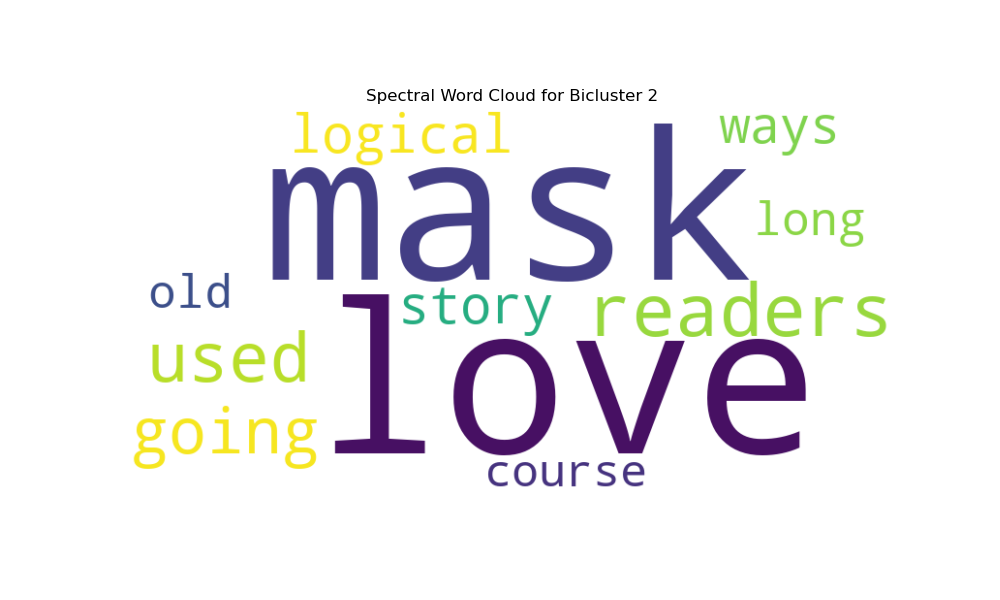 Spectral Word Cloud for Bicluster 2
logical
ways
mask
long
old
story
readers
used
love
going
course